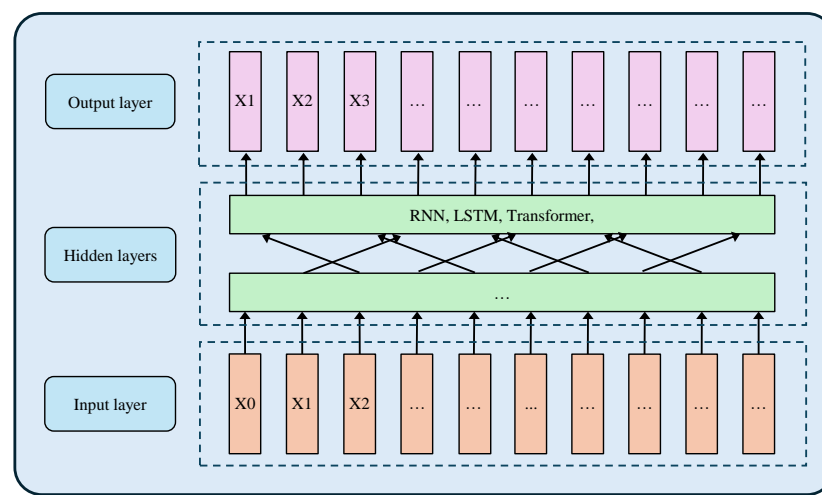 Output layer
X1 X2 X3 … … … … … … …
RNN, LSTM, Transformer,
Hidden layers
…
Input layer
X0 X1 X2 … … ... … … … …